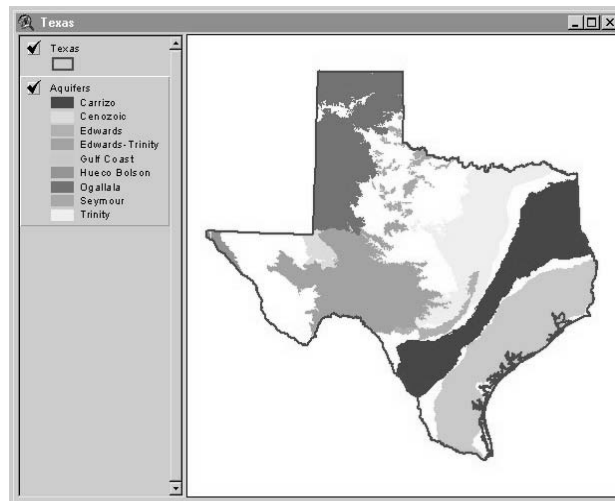 Texas
Texas
Aquifers
Carrizo
Cenozoic
Edwards
Edwards-Trinity
Gulf Coast
Hueco Bolson
Ogallala
Seymour
Trinity